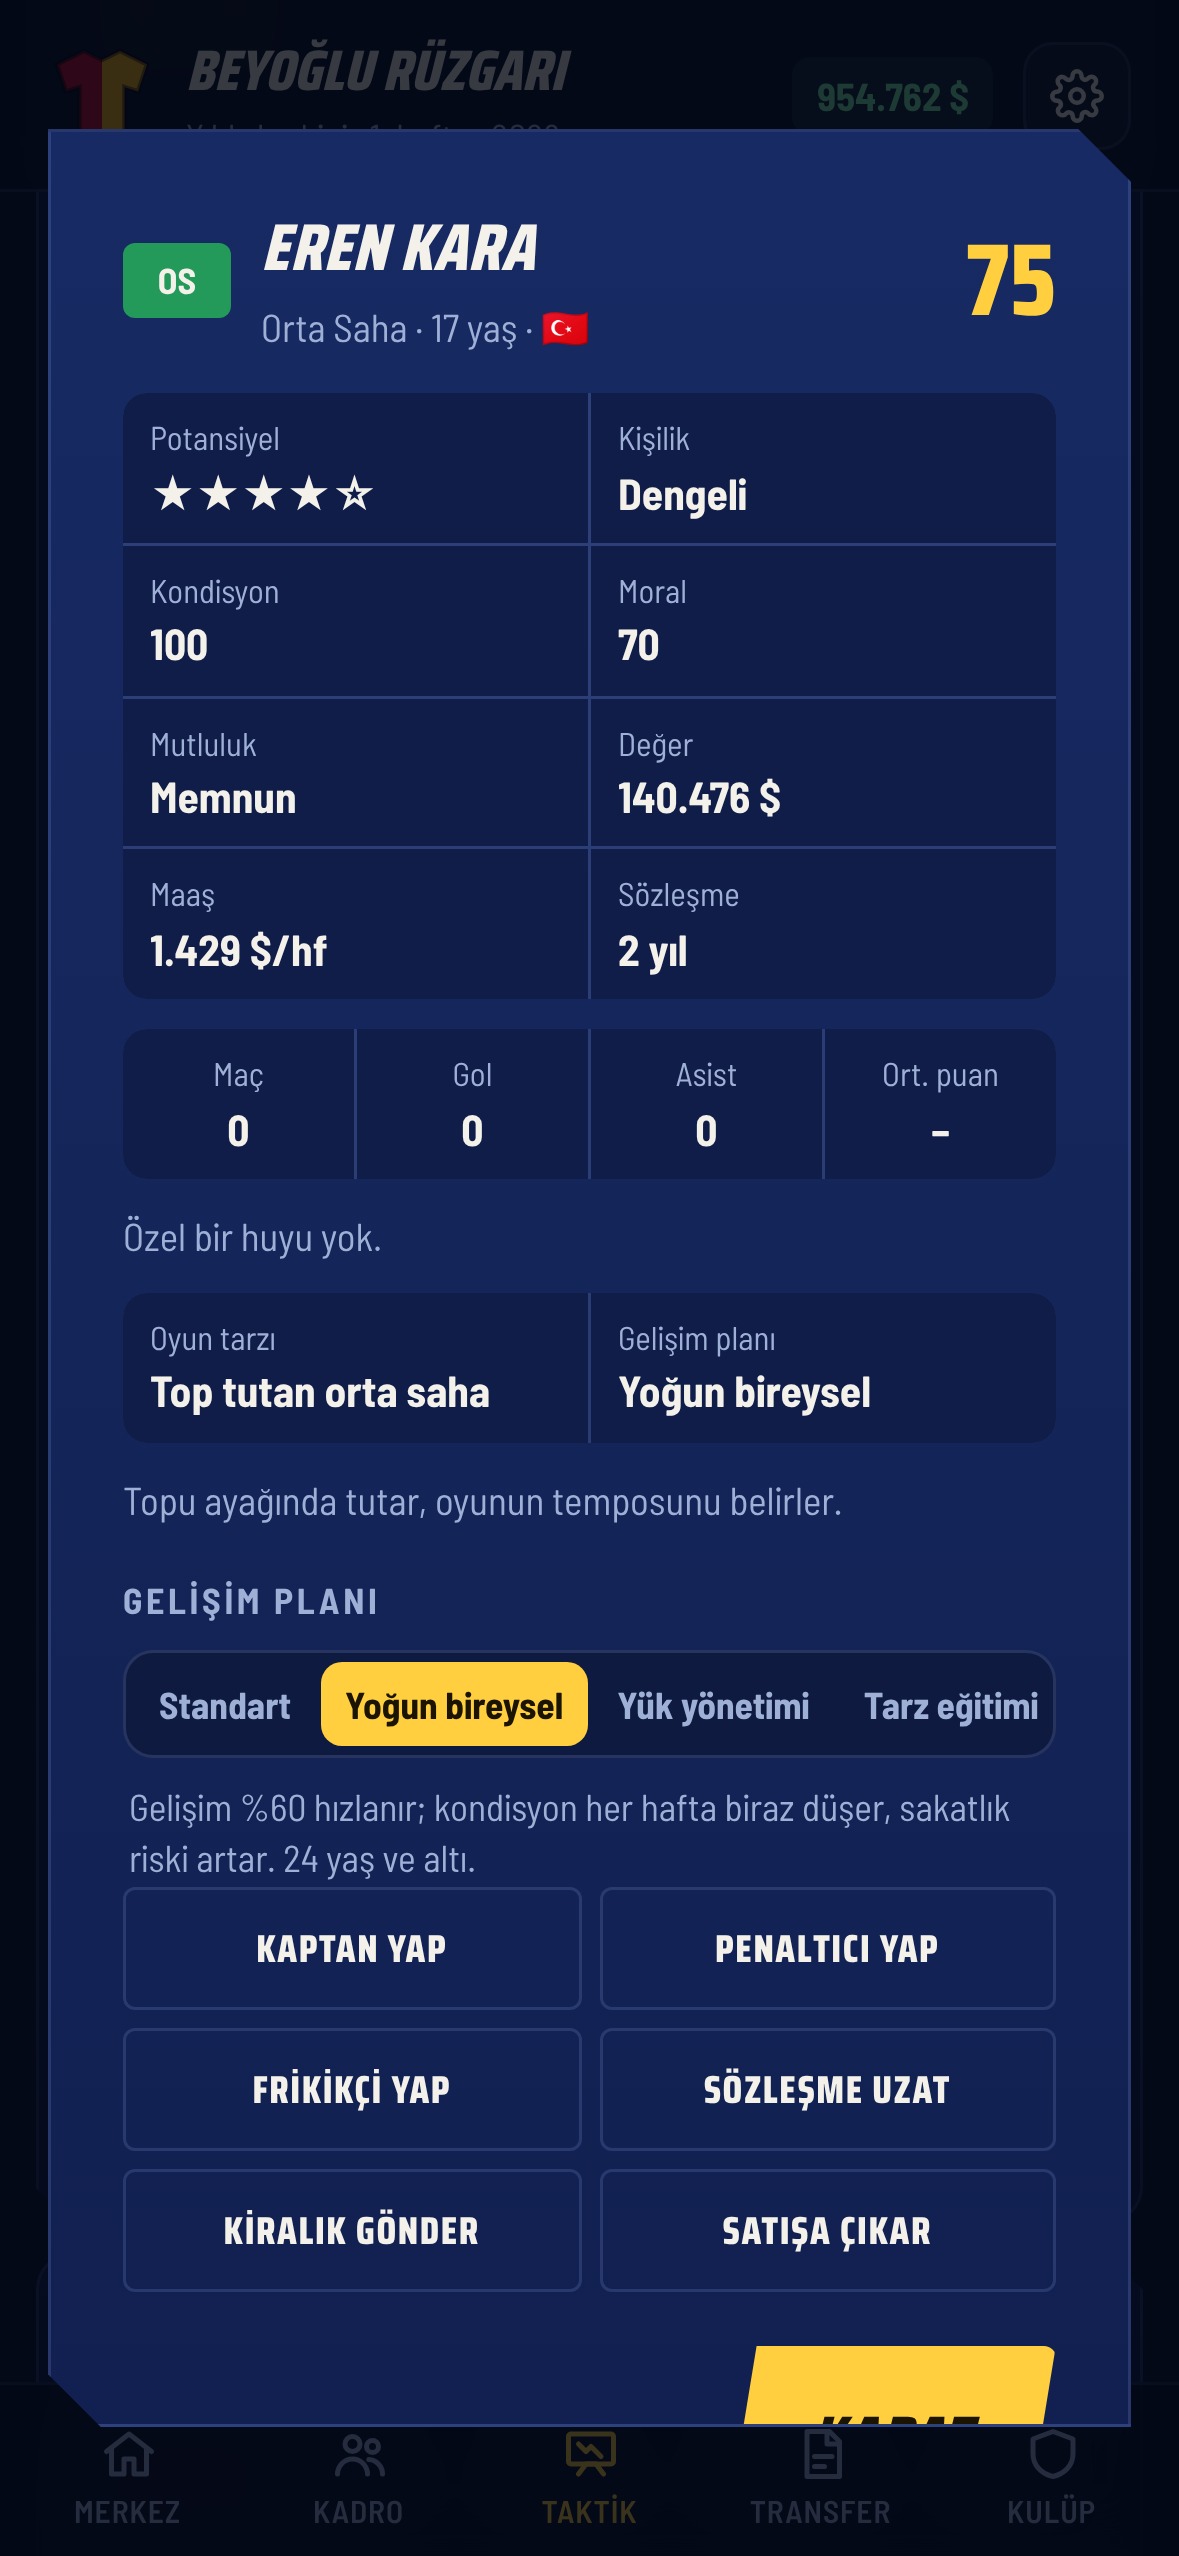 BEYOĞLU RÜZGARI
954.762 $
OS
EREN KARA
75
Orta Saha · 17 yaş ·
Potansiyel
Kişilik
★★★★☆
Dengeli
Kondisyon
Moral
100
70
Mutluluk
Değer
Memnun
140.476 $
Maaş
Sözleşme
1.429 $/hf
2 yıl
Maç
Gol
Asist
Ort. puan
0
0
0
–
Özel bir huyu yok.
Oyun tarzı
Gelişim planı
Top tutan orta saha
Yoğun bireysel
Topu ayağında tutar, oyunun temposunu belirler.
GELİŞİM PLANI
Standart
Yoğun bireysel
Yük yönetimi
Tarz eğitimi
Gelişim %60 hızlanır; kondisyon her hafta biraz düşer, sakatlık
riski artar. 24 yaş ve altı.
KAPTAN YAP
PENALTICI YAP
FRİKİKÇİ YAP
SÖZLEŞME UZAT
KİRALIK GÖNDER
SATIŞA ÇIKAR
MERKEZ
KADRO
TAKTİK
TRANSFER
KULÜP